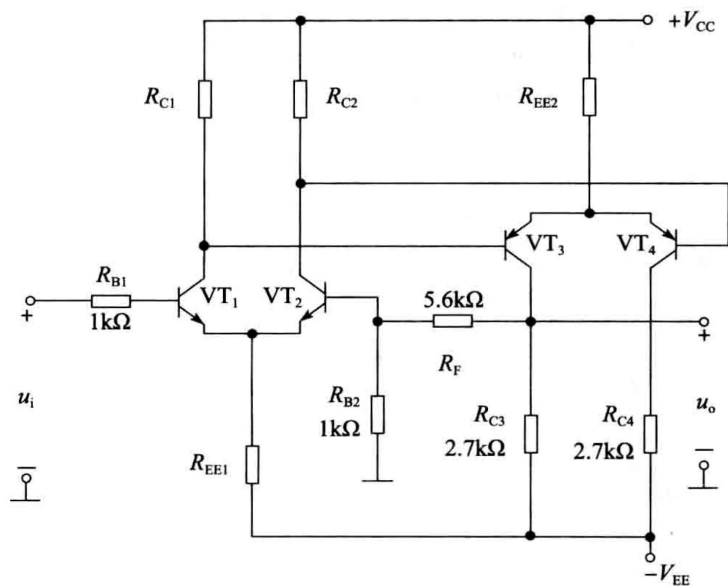 +V_CC
R_C1
R_C2
R_EE2
VT_3
VT_4
R_B1
1kΩ
VT_1
VT_2
5.6kΩ
R_F
+
+
u_i
R_B2
1kΩ
R_C3
2.7kΩ
R_C4
2.7kΩ
u_o
R_EE1
−
−
−V_EE